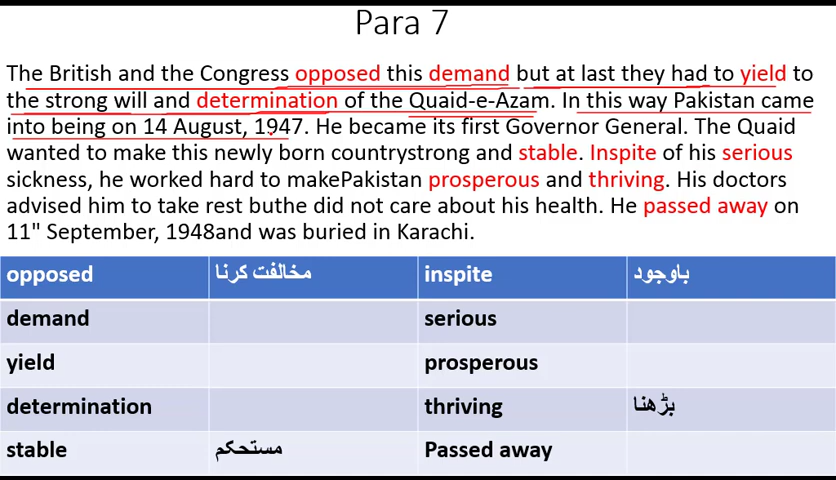 Para 7
The British and the Congress opposed this demand but at last they had to yield to
the strong will and determination of the Quaid-e-Azam. In this way Pakistan came
into being on 14 August, 1947. He became its first Governor General. The Quaid
wanted to make this newly born countrystrong and stable. Inspite of his serious
sickness, he worked hard to makePakistan prosperous and thriving. His doctors
advised him to take rest buthe did not care about his health. He passed away on
11" September, 1948and was buried in Karachi.
opposed مخالفت کرنا inspite باوجود
demand serious
yield prosperous
determination thriving بڑھنا
stable مستحکم Passed away